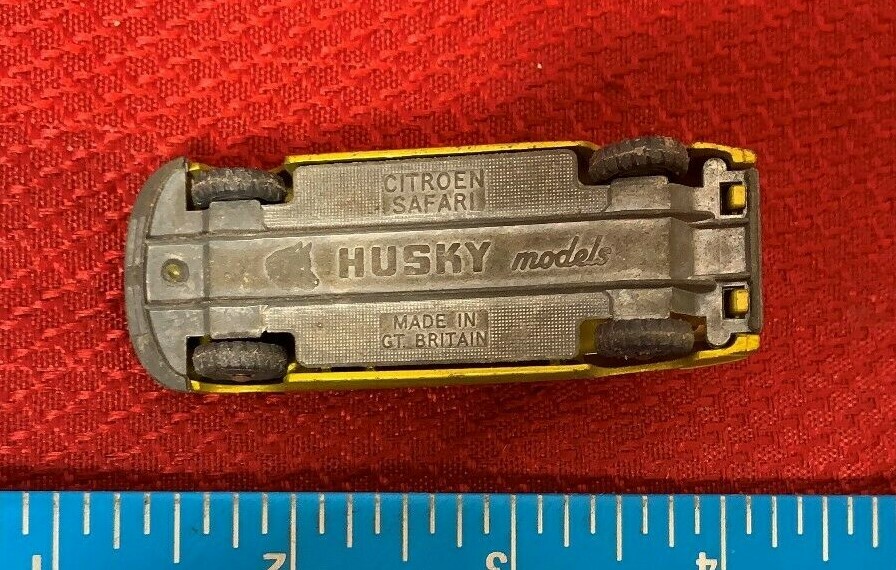 CITROEN
SAFARI
HUSKY models
MADE IN
GT. BRITAIN
2 3 4